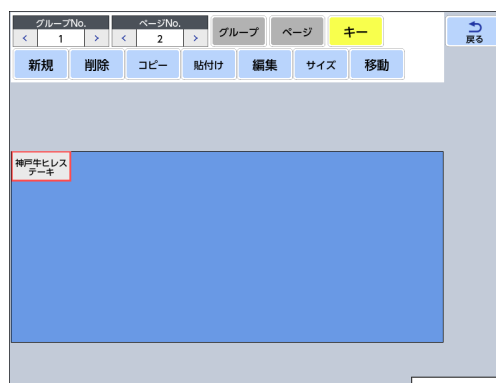 グループNo. ページNo.
< 1 > < 2 > グループ ページ キー
戻る
新規 削除 コピー 貼付け 編集 サイズ 移動
神戸牛ヒレス
テーキ